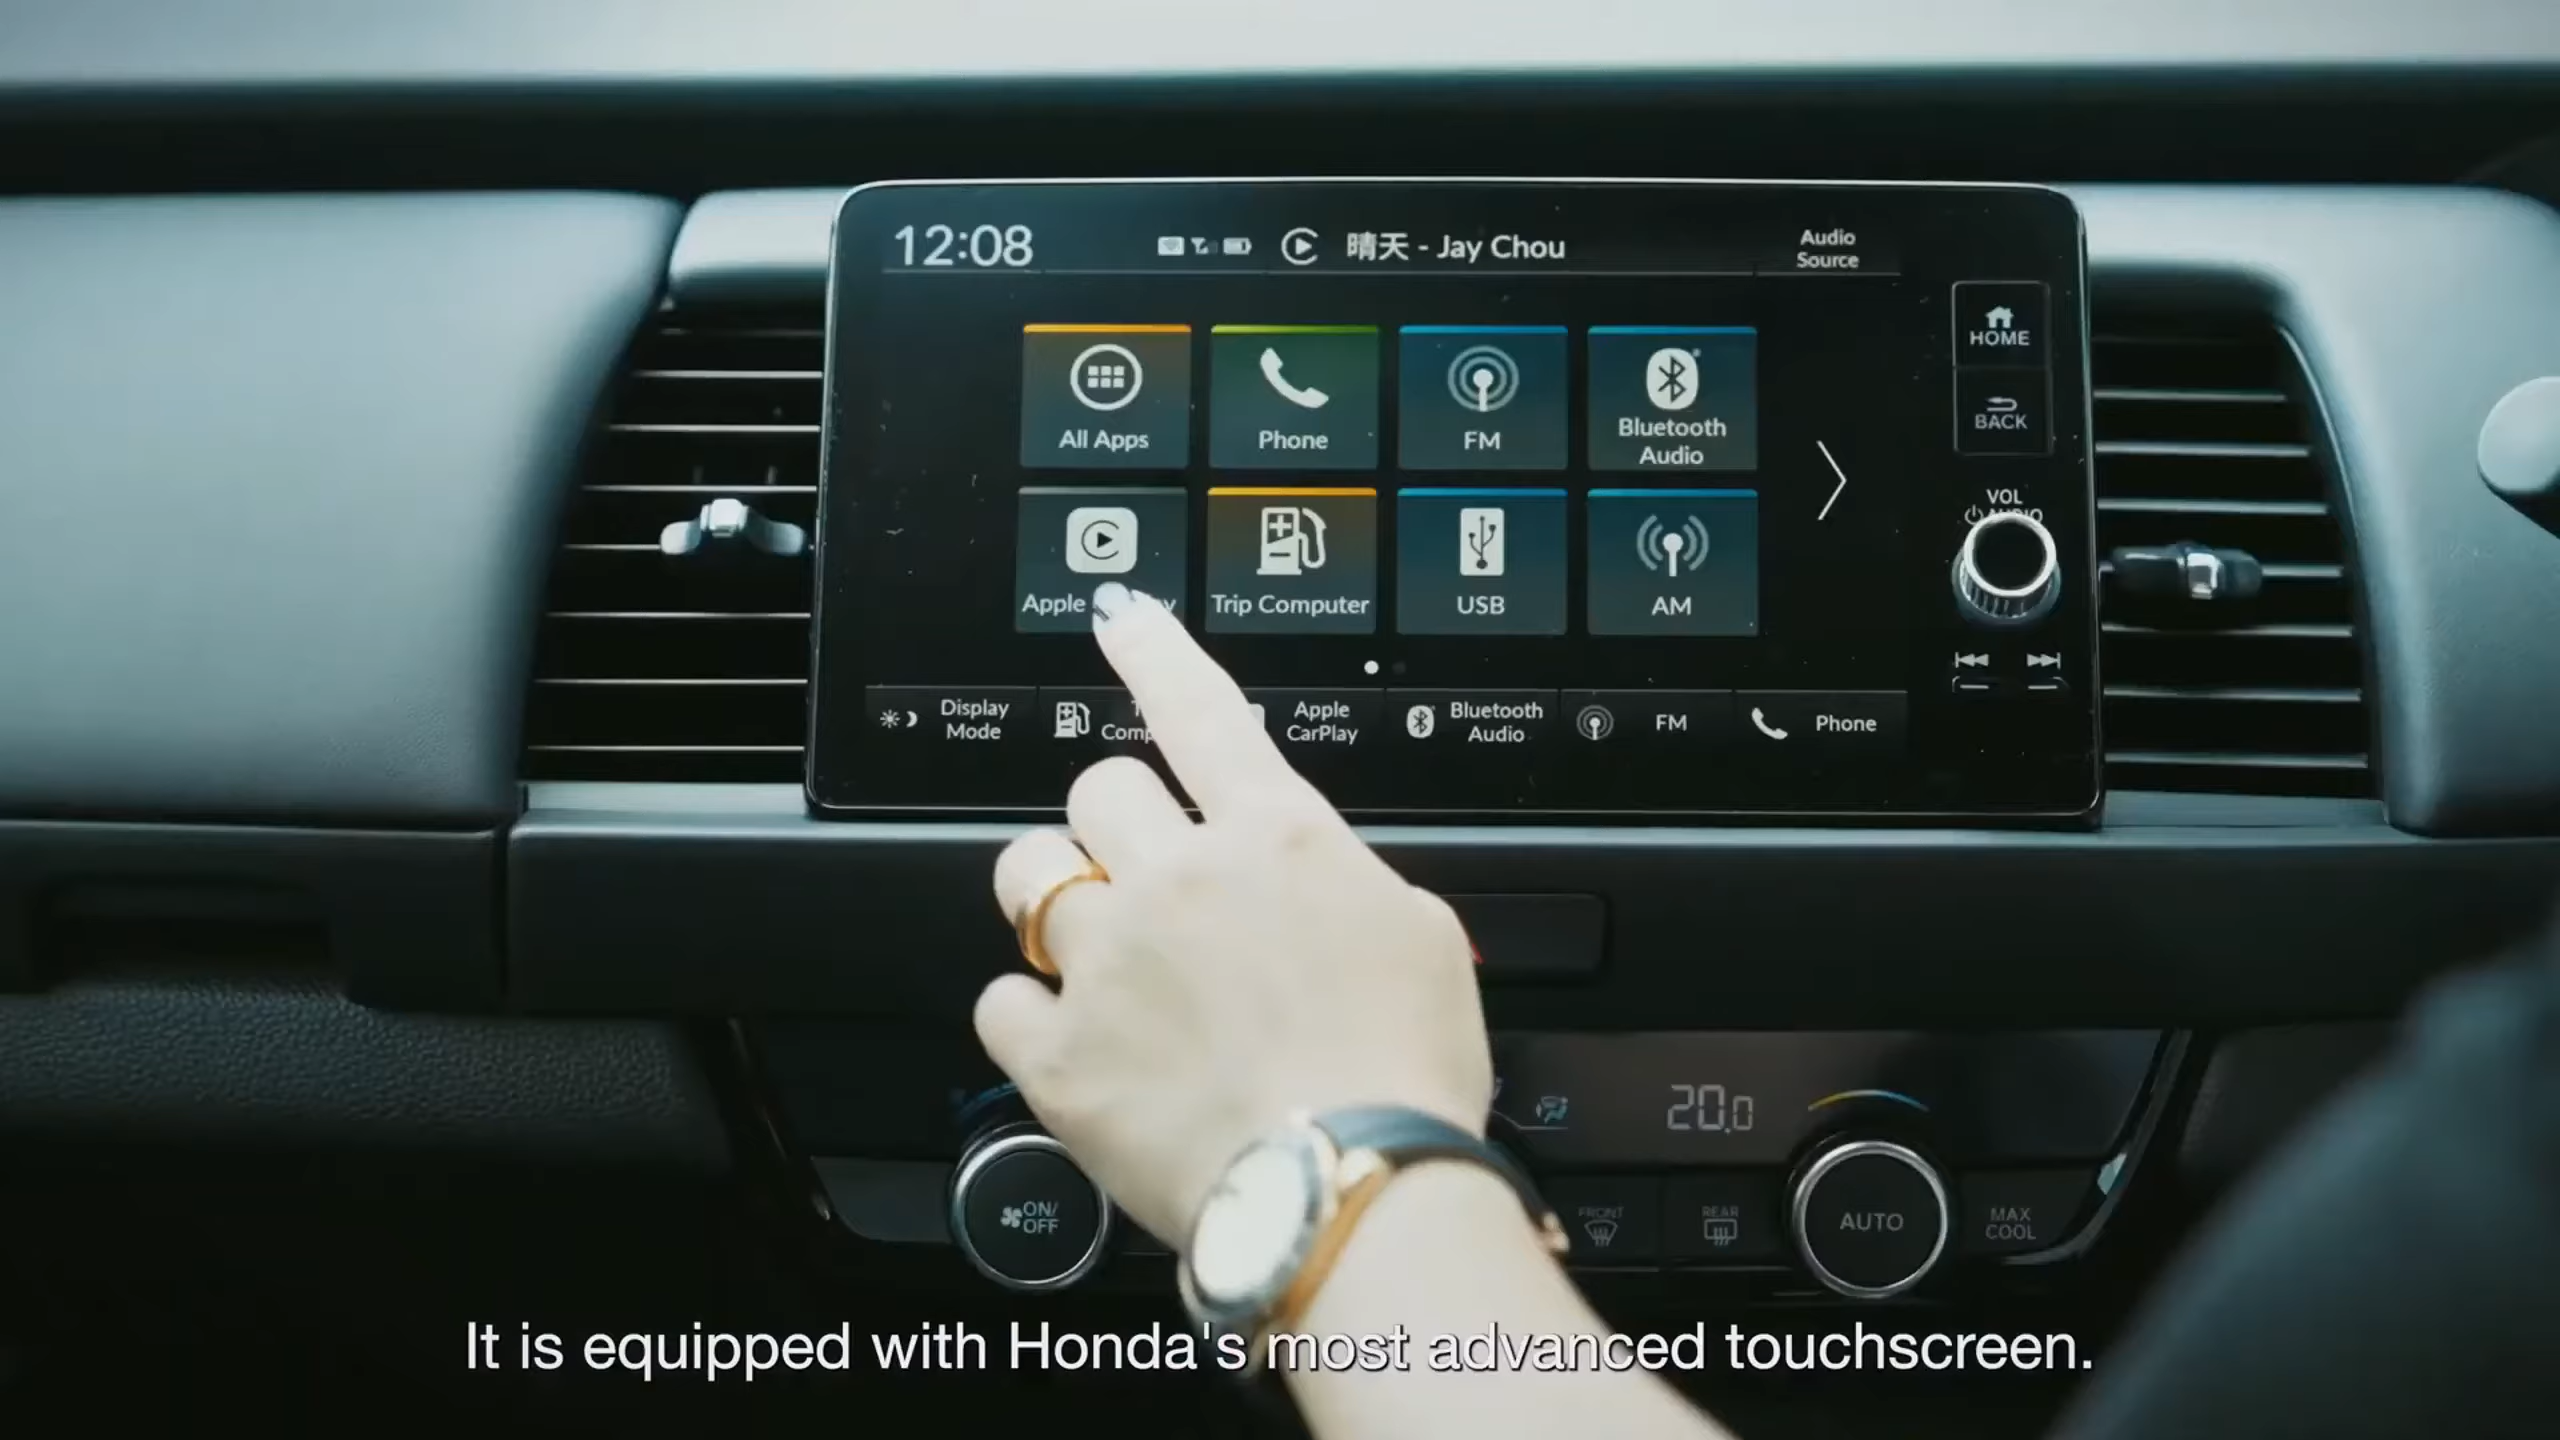 12:08
晴天 - Jay Chou
Audio
Source
HOME
BACK
All Apps
Phone
FM
Bluetooth
Audio
VOL
AUDIO
Apple
Trip Computer
USB
AM
Display
Mode
Apple
CarPlay
Bluetooth
Audio
FM
Phone
20.0
ON/
OFF
FRONT
REAR
AUTO
MAX
COOL
It is equipped with Honda's most advanced touchscreen.